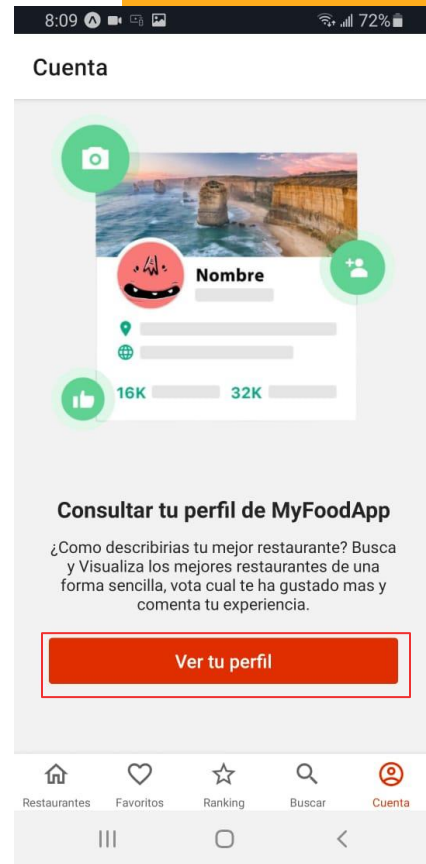 8:09 72%
Cuenta
Nombre
16K 32K
Consultar tu perfil de MyFoodApp
¿Como describirias tu mejor restaurante? Busca
y Visualiza los mejores restaurantes de una
forma sencilla, vota cual te ha gustado mas y
comenta tu experiencia.
Ver tu perfil
Restaurantes Favoritos Ranking Buscar Cuenta